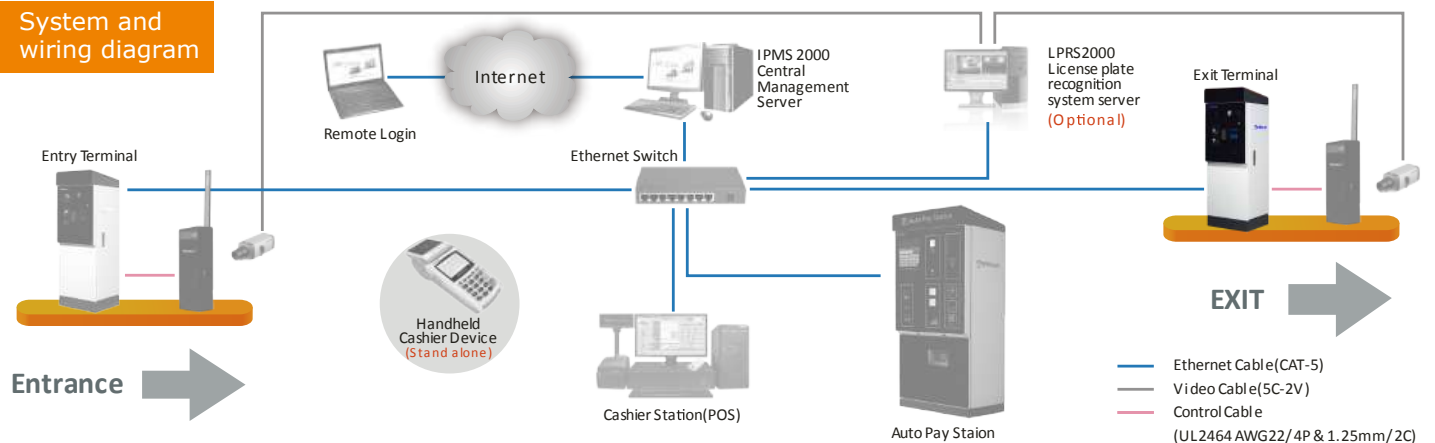 System and
wiring diagram
Internet
IPMS 2000
Central
Management
Server
LPRS2000
License plate
recognition
system server
(Optional)
Exit Terminal
Remote Login
Entry Terminal
Ethernet Switch
Handheld
Cashier Device
(Stand alone)
EXIT
Entrance
Cashier Station(POS)
Auto Pay Staion
Ethernet Cable(CAT-5)
Video Cable(5C-2V)
Control Cable
(UL2464 AWG22/4P & 1.25mm/2C)